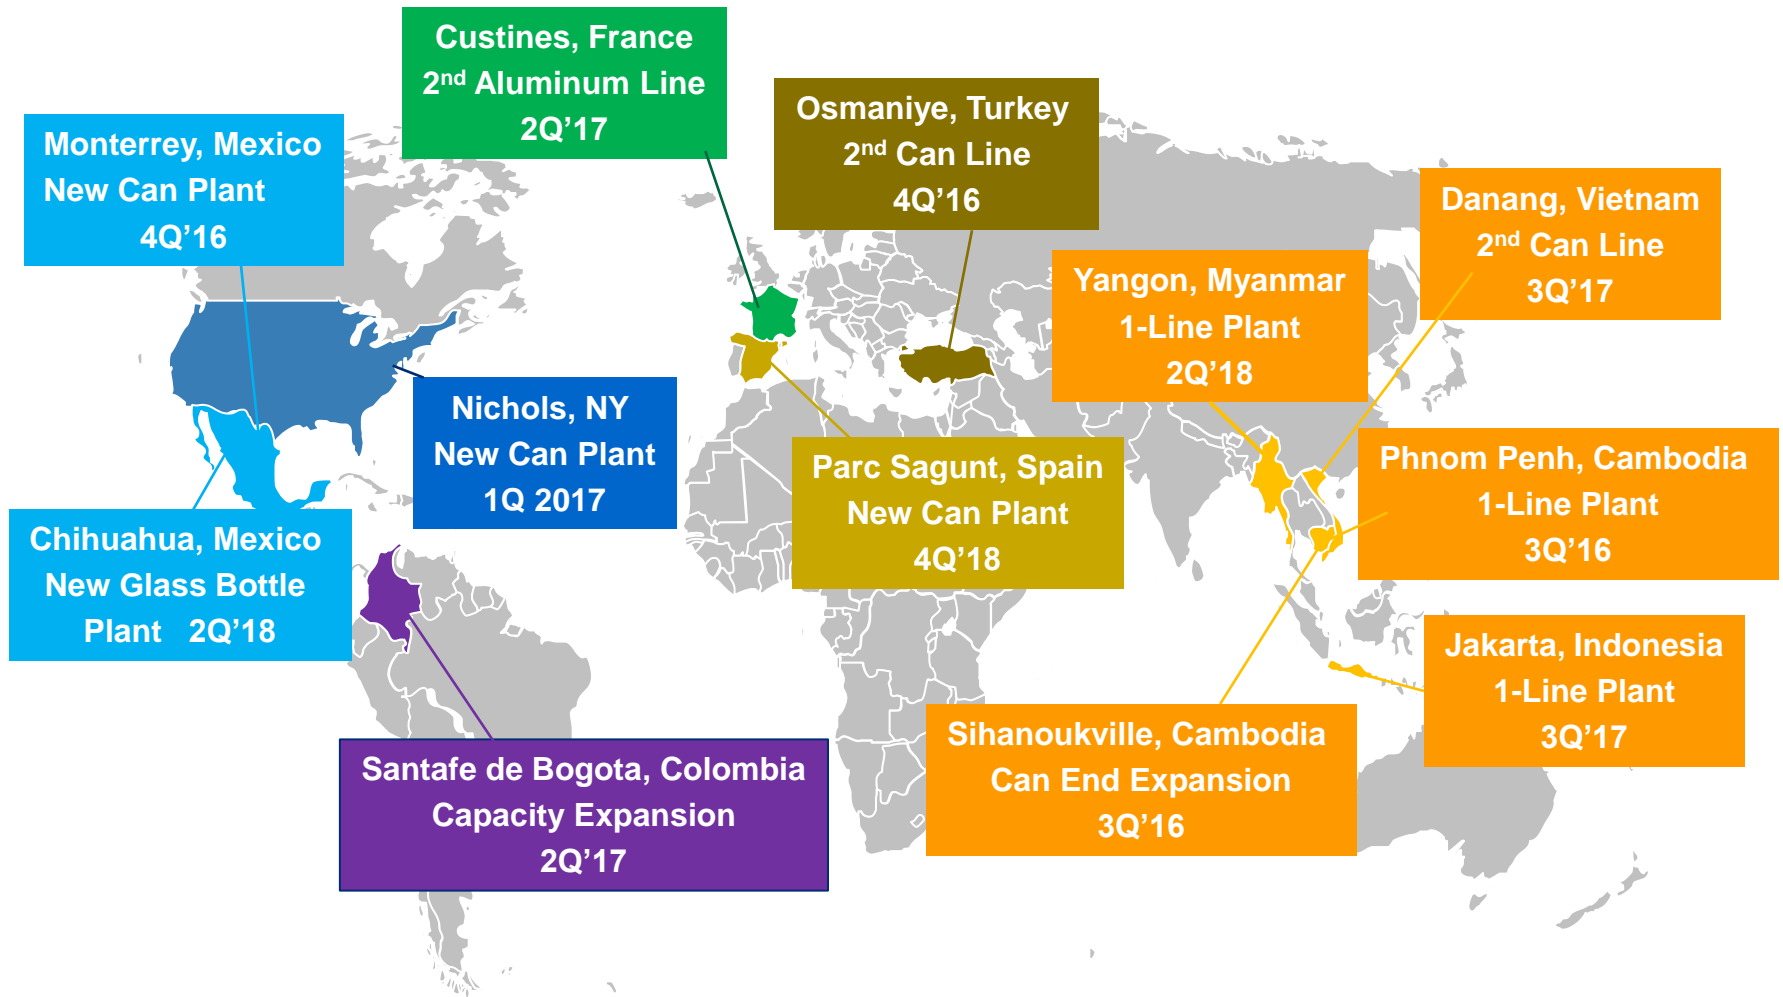 Custines, France
2nd Aluminum Line
2Q'17
Osmaniye, Turkey
2nd Can Line
4Q'16
Monterrey, Mexico
New Can Plant
4Q'16
Danang, Vietnam
2nd Can Line
3Q'17
Yangon, Myanmar
1-Line Plant
2Q'18
Nichols, NY
New Can Plant
1Q 2017
Parc Sagunt, Spain
New Can Plant
4Q'18
Phnom Penh, Cambodia
1-Line Plant
3Q'16
Chihuahua, Mexico
New Glass Bottle
Plant 2Q'18
Jakarta, Indonesia
1-Line Plant
3Q'17
Sihanoukville, Cambodia
Can End Expansion
3Q'16
Santafe de Bogota, Colombia
Capacity Expansion
2Q'17